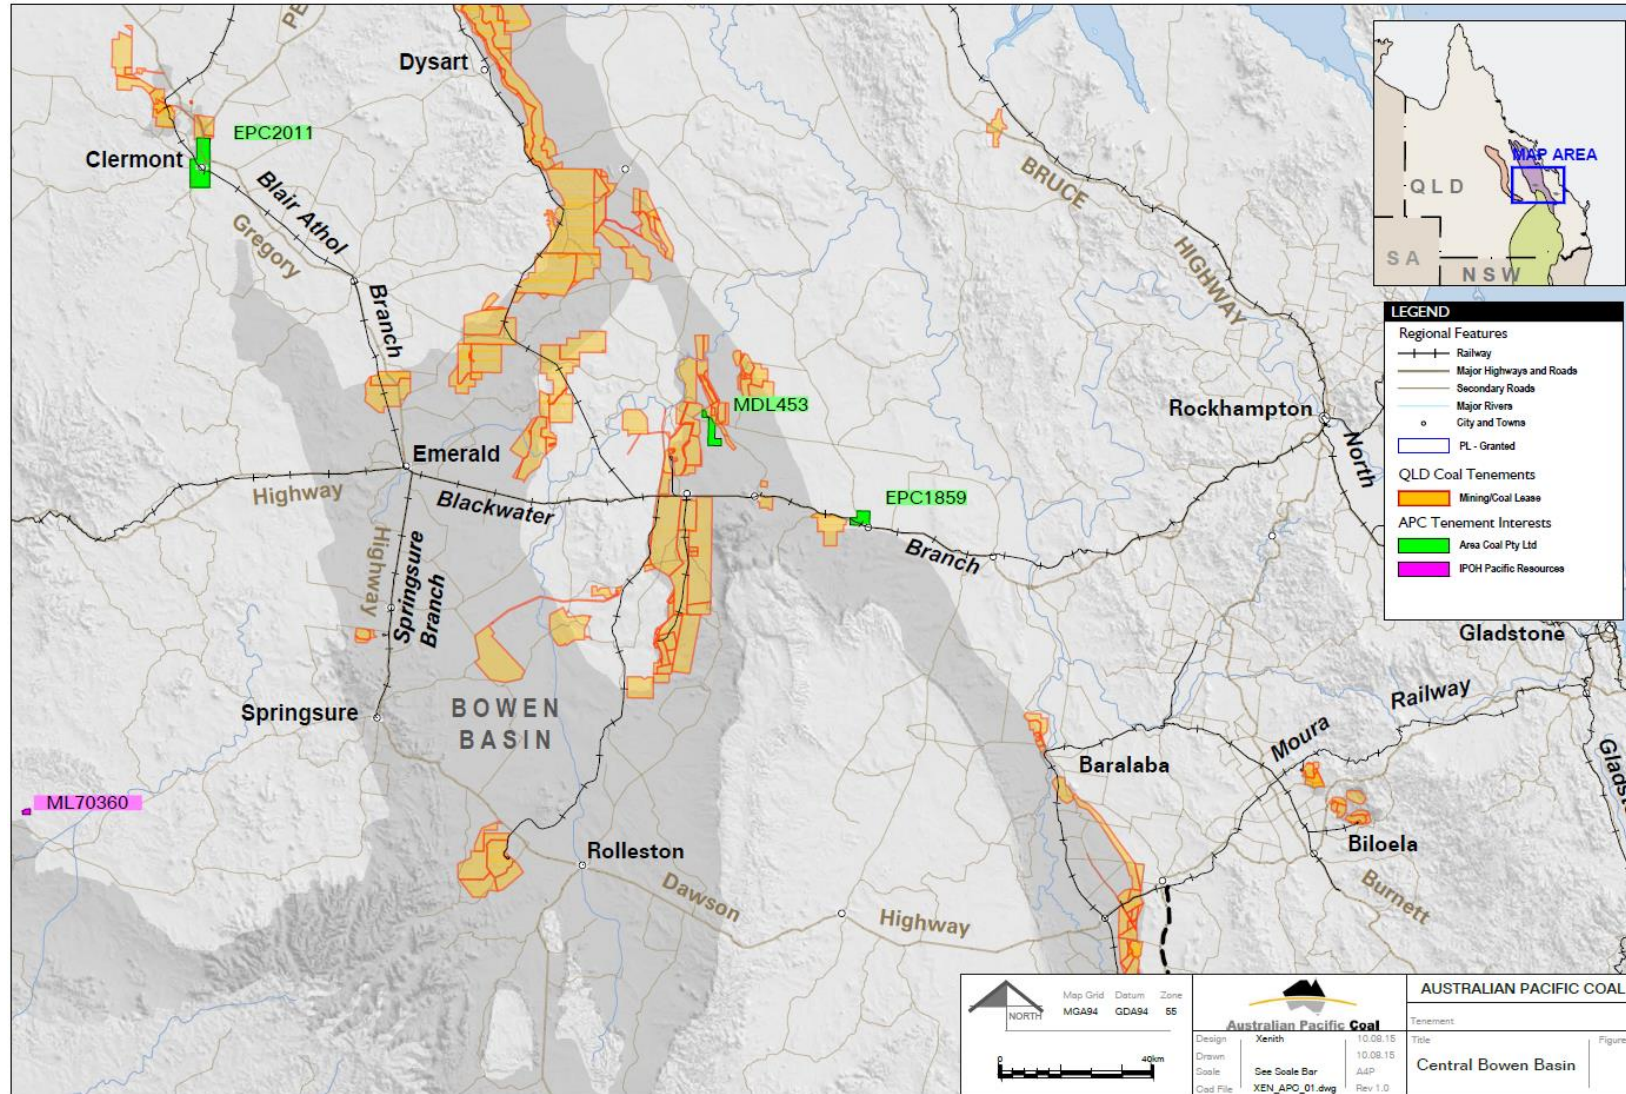 PE
Dysart
EPC2011
Clermont
Blair Athol
Gregory
Branch
BRUCE
HIGHWAY
MAP AREA
QLD
SA
NSW
LEGEND
Regional Features
Railway
Major Highways and Roads
Secondary Roads
Major Rivers
City and Towns
PL - Granted
QLD Coal Tenements
Mining/Coal Lease
APC Tenement Interests
Area Coal Pty Ltd
IPOH Pacific Resources
MDL453
Rockhampton
North
Emerald
Highway
Blackwater
EPC1859
Branch
Highway
Springsure
Branch
Gladstone
Springsure
BOWEN
BASIN
Railway
Moura
Baralaba
Gladst
ML70360
Rolleston
Biloela
Dawson
Highway
Burnett
NORTH
Map Grid Datum Zone
MGA94 GDA94 55
0 40km
Australian Pacific Coal
Design Xenith 10.08.15
Drawn 10.08.15
Scale See Scale Bar A4P
Cad File XEN_APC_01.dwg Rev 1.0
AUSTRALIAN PACIFIC COAL
Tenement
Title Figure
Central Bowen Basin